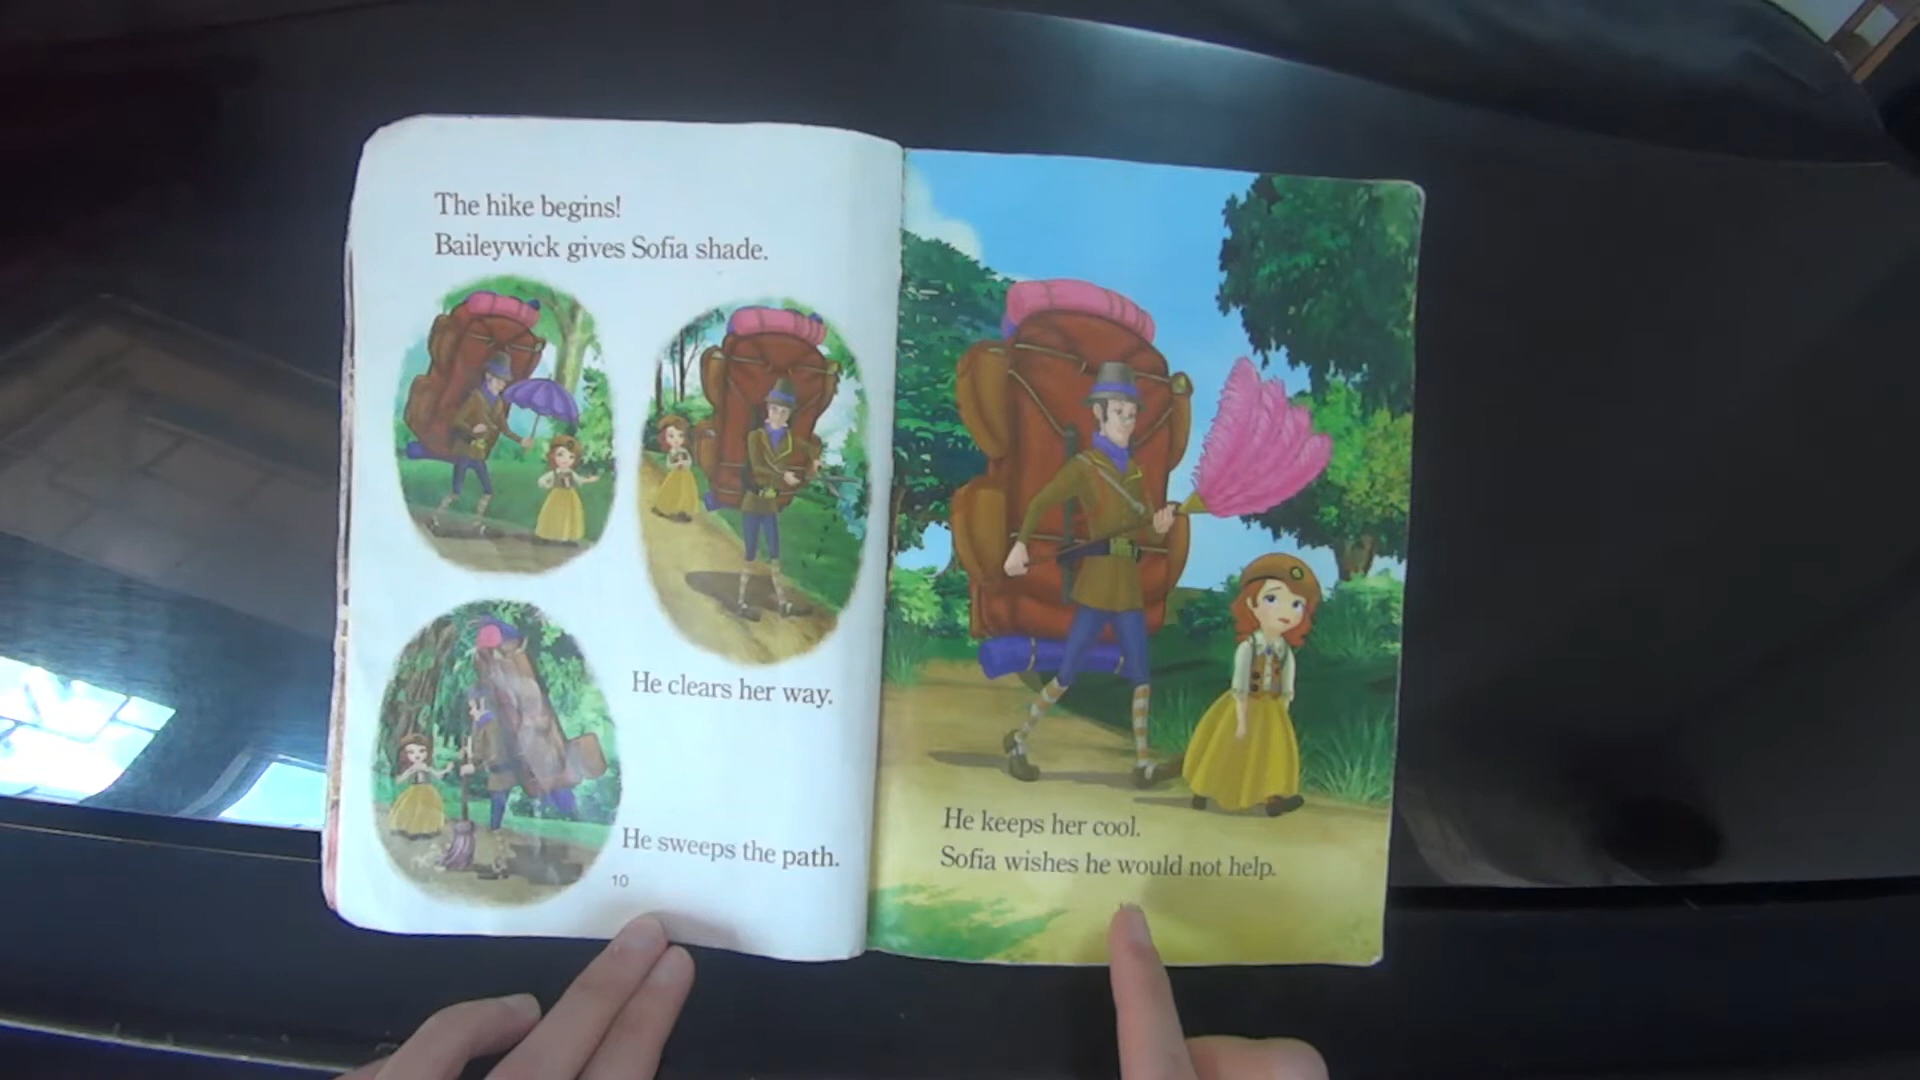 The hike begins!
Baileywick gives Sofia shade.
He clears her way.
He sweeps the path.
10
He keeps her cool.
Sofia wishes he would not help.